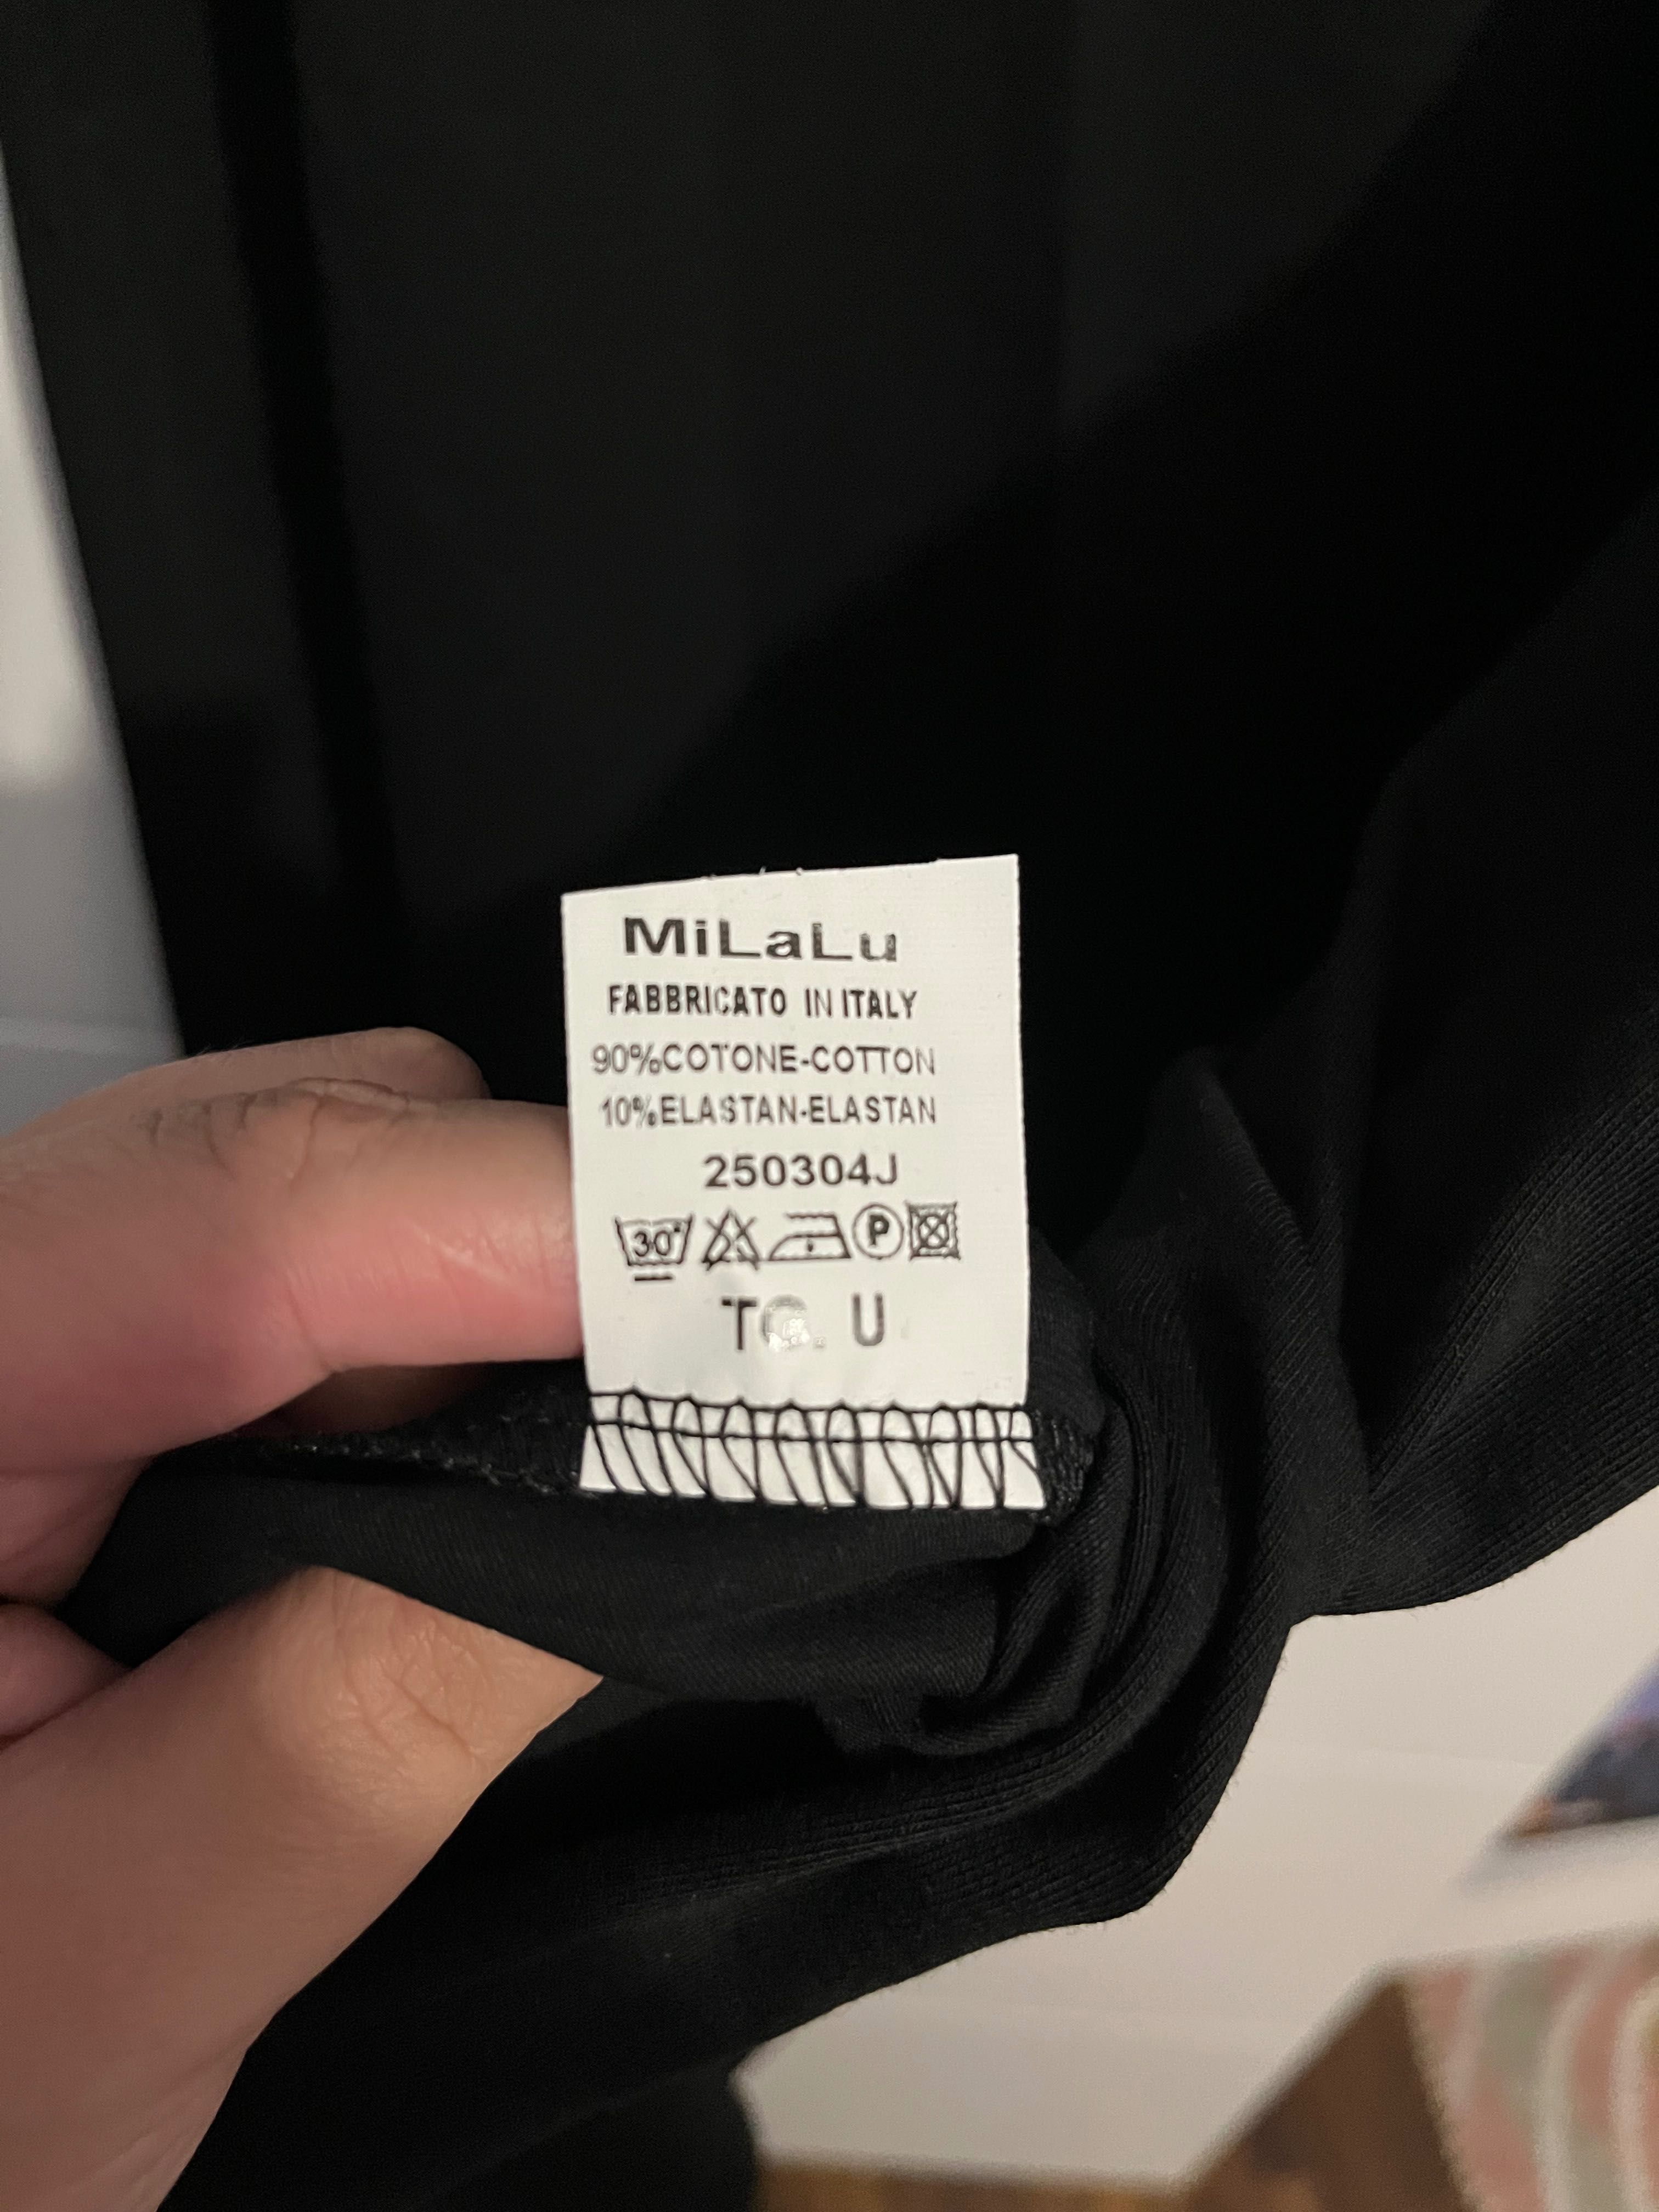 MiLaLu
FABBRICATO IN ITALY
90%COTONE-COTTON
10%ELASTAN-ELASTAN
250304J
30° P
U